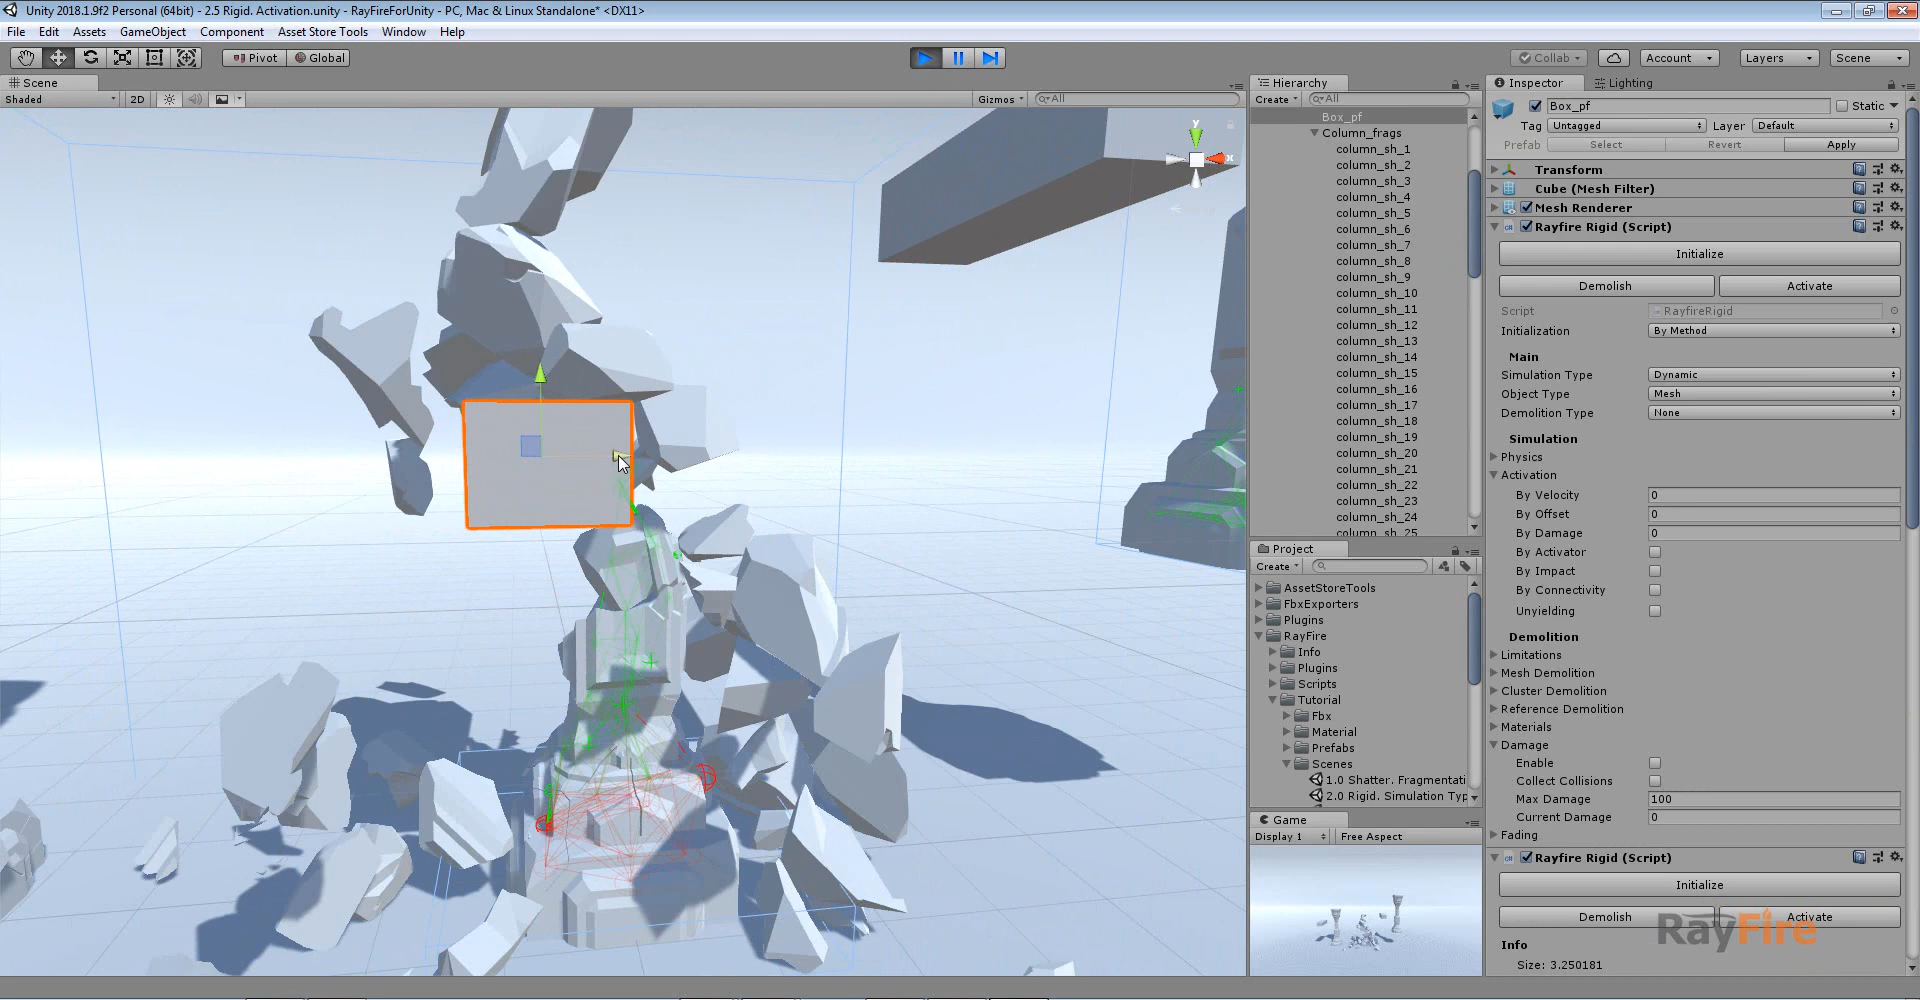 Unity 2018.1.9f2 Personal (64bit) - 2.5 Rigid. Activation.unity - RayFireForUnity - PC, Mac & Linux Standalone* <DX11>
File Edit Assets GameObject Component Asset Store Tools Window Help
Pivot Global Collab Account Layers Scene
Scene
Shaded 2D Gizmos All
y
x
Hierarchy
Create All
Box_pf
Column_frags
column_sh_1
column_sh_2
column_sh_3
column_sh_4
column_sh_5
column_sh_6
column_sh_7
column_sh_8
column_sh_9
column_sh_10
column_sh_11
column_sh_12
column_sh_13
column_sh_14
column_sh_15
column_sh_16
column_sh_17
column_sh_18
column_sh_19
column_sh_20
column_sh_21
column_sh_22
column_sh_23
column_sh_24
column_sh_25
Project
Create
AssetStoreTools
FbxExporters
Plugins
RayFire
Info
Plugins
Scripts
Tutorial
Fbx
Material
Prefabs
Scenes
1.0 Shatter. Fragmentati
2.0 Rigid. Simulation Typ
Game
Display 1 Free Aspect
Inspector Lighting
Box_pf Static
Tag Untagged Layer Default
Prefab Select Revert Apply
Transform
Cube (Mesh Filter)
Mesh Renderer
Rayfire Rigid (Script)
Initialize
Demolish Activate
Script RayfireRigid
Initialization By Method
Main
Simulation Type Dynamic
Object Type Mesh
Demolition Type None
Simulation
Physics
Activation
By Velocity 0
By Offset 0
By Damage 0
By Activator
By Impact
By Connectivity
Unyielding
Demolition
Limitations
Mesh Demolition
Cluster Demolition
Reference Demolition
Materials
Damage
Enable
Collect Collisions
Max Damage 100
Current Damage 0
Fading
Rayfire Rigid (Script)
Initialize
Demolish Activate
RayFire
Info
Size: 3.250181